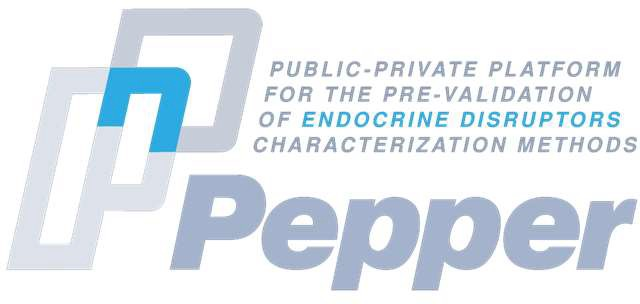 PUBLIC-PRIVATE PLATFORM
FOR THE PRE-VALIDATION
OF ENDOCRINE DISRUPTORS
CHARACTERIZATION METHODS
Pepper